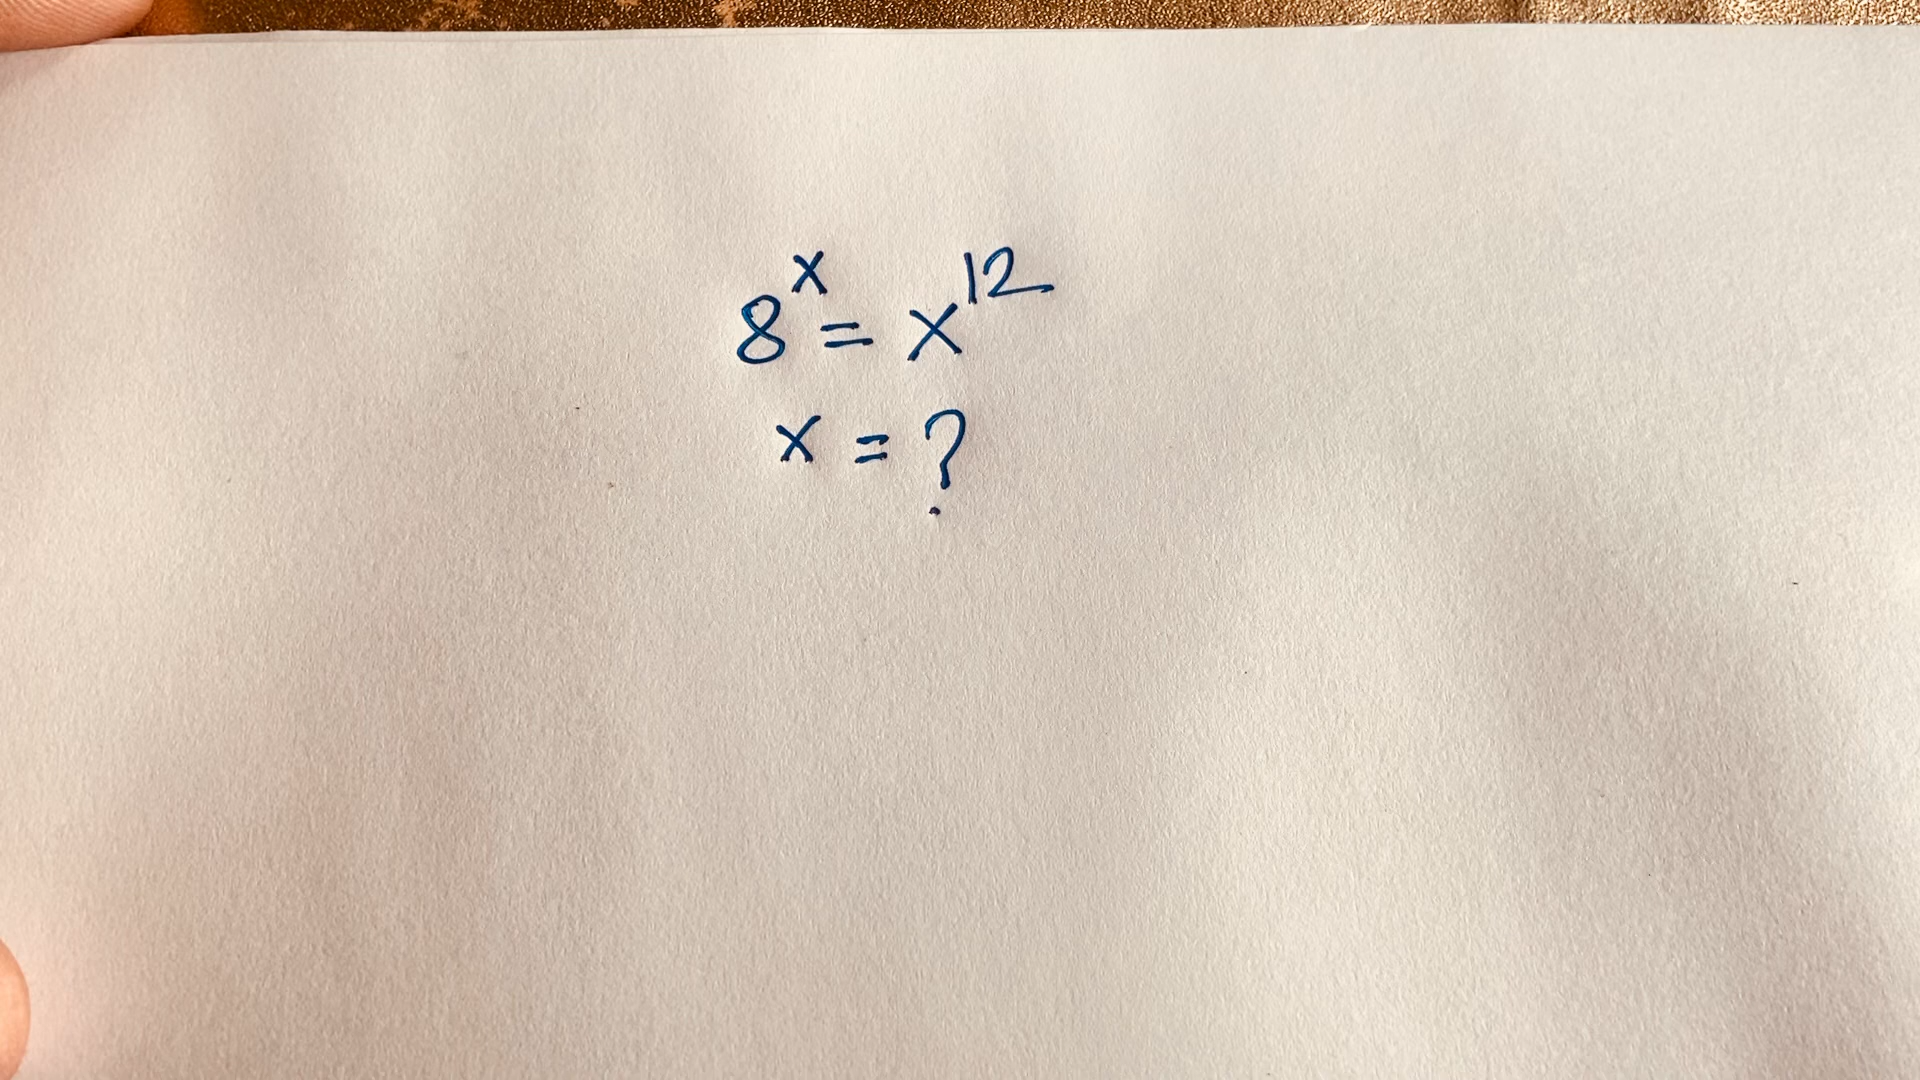 8^x = x^12
x = ?